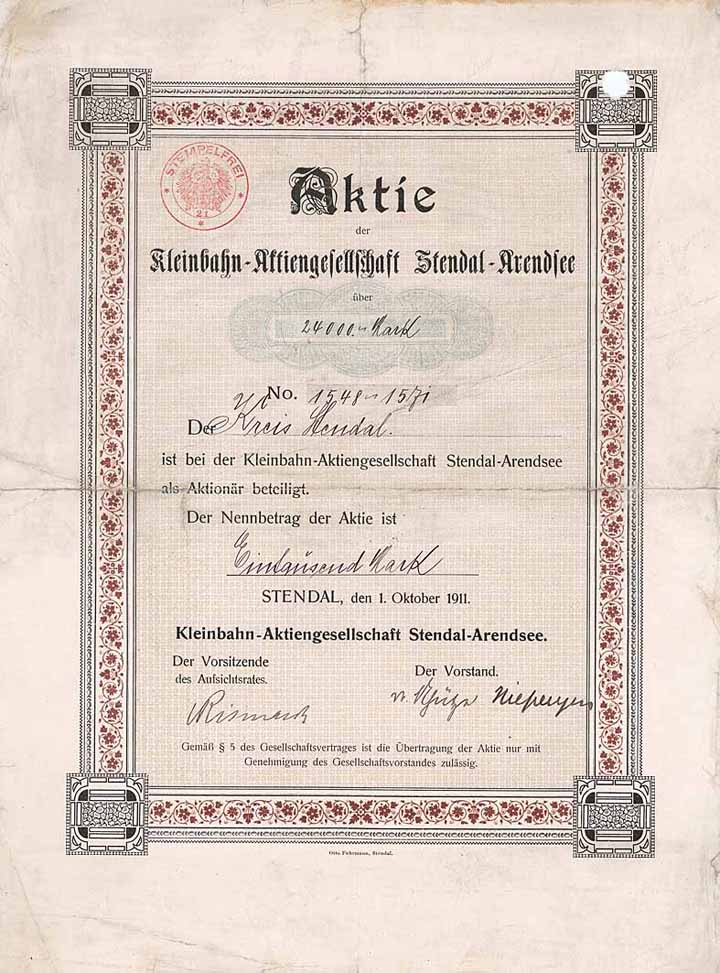 STEMPELFREI
21
Aktie
der
Kleinbahn-Aktiengesellschaft Stendal-Arendsee
über
24000.- Mark
No. 1548-1571
Der Kreis Stendal.
ist bei der Kleinbahn-Aktiengesellschaft Stendal-Arendsee
als Aktionär beteiligt.
Der Nennbetrag der Aktie ist
Eintausend Mark
STENDAL, den 1. Oktober 1911.
Kleinbahn-Aktiengesellschaft Stendal-Arendsee.
Der Vorsitzende
des Aufsichtsrates.
Der Vorstand.
Bismarck
Gemäß § 5 des Gesellschaftsvertrages ist die Übertragung der Aktie nur mit
Genehmigung des Gesellschaftsvorstandes zulässig.
Otto Fuhrmann, Stendal.